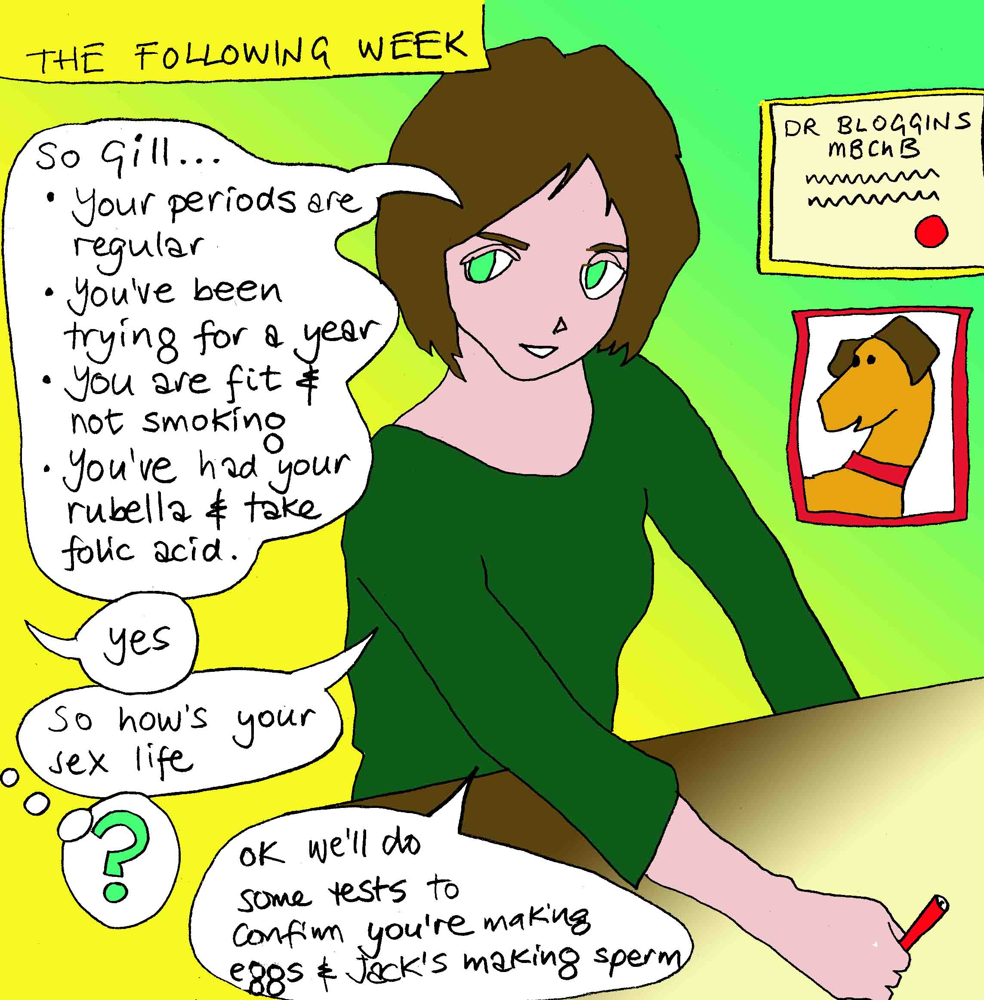 THE FOLLOWING WEEK
So Gill...
• Your periods are
regular
• You've been
trying for a year
• You are fit &
not smoking
• You've had your
rubella & take
folic acid.
yes
So how's your
sex life
?
OK we'll do
some tests to
confirm you're making
eggs & Jack's making sperm
DR BLOGGINS
MBChB